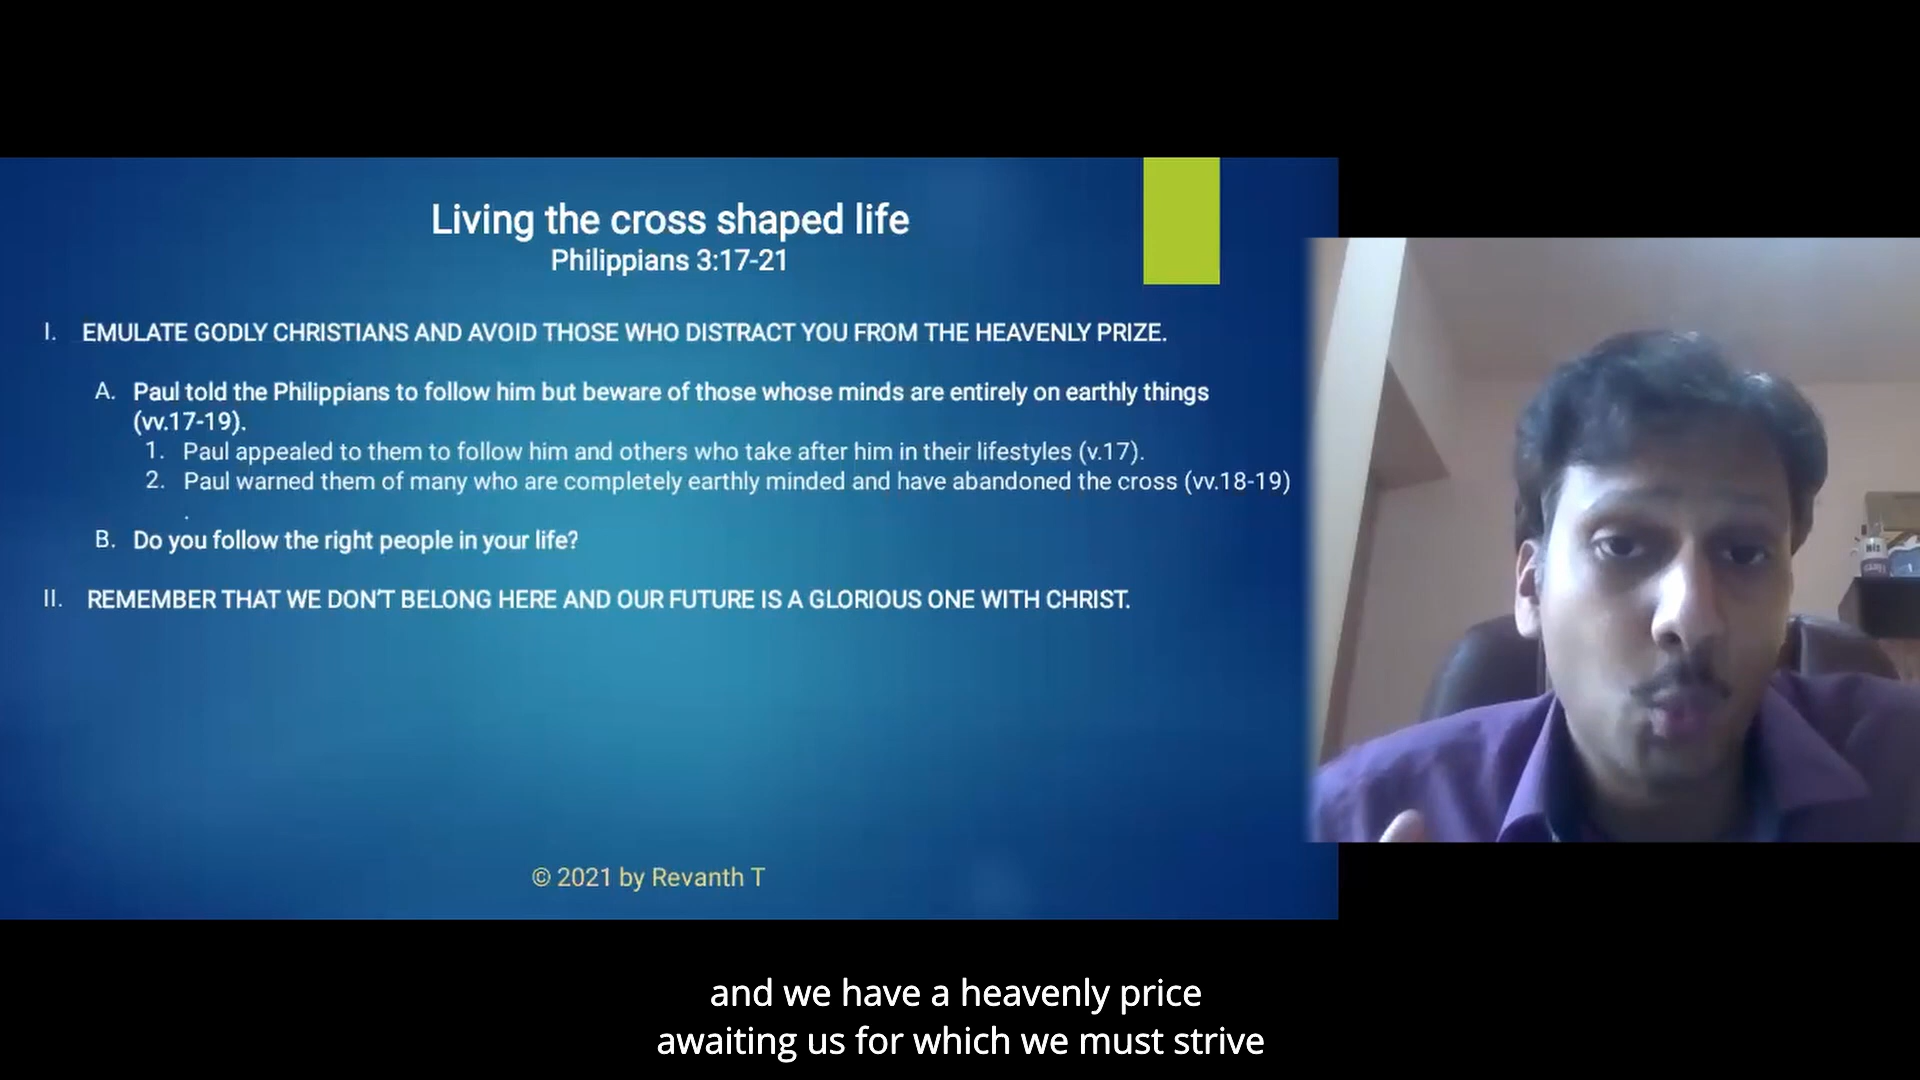 Living the cross shaped life
Philippians 3:17-21
I. EMULATE GODLY CHRISTIANS AND AVOID THOSE WHO DISTRACT YOU FROM THE HEAVENLY PRIZE.
A. Paul told the Philippians to follow him but beware of those whose minds are entirely on earthly things
(vv.17-19).
1. Paul appealed to them to follow him and others who take after him in their lifestyles (v.17).
2. Paul warned them of many who are completely earthly minded and have abandoned the cross (vv.18-19)
.
B. Do you follow the right people in your life?
II. REMEMBER THAT WE DON'T BELONG HERE AND OUR FUTURE IS A GLORIOUS ONE WITH CHRIST.
© 2021 by Revanth T
and we have a heavenly price
awaiting us for which we must strive